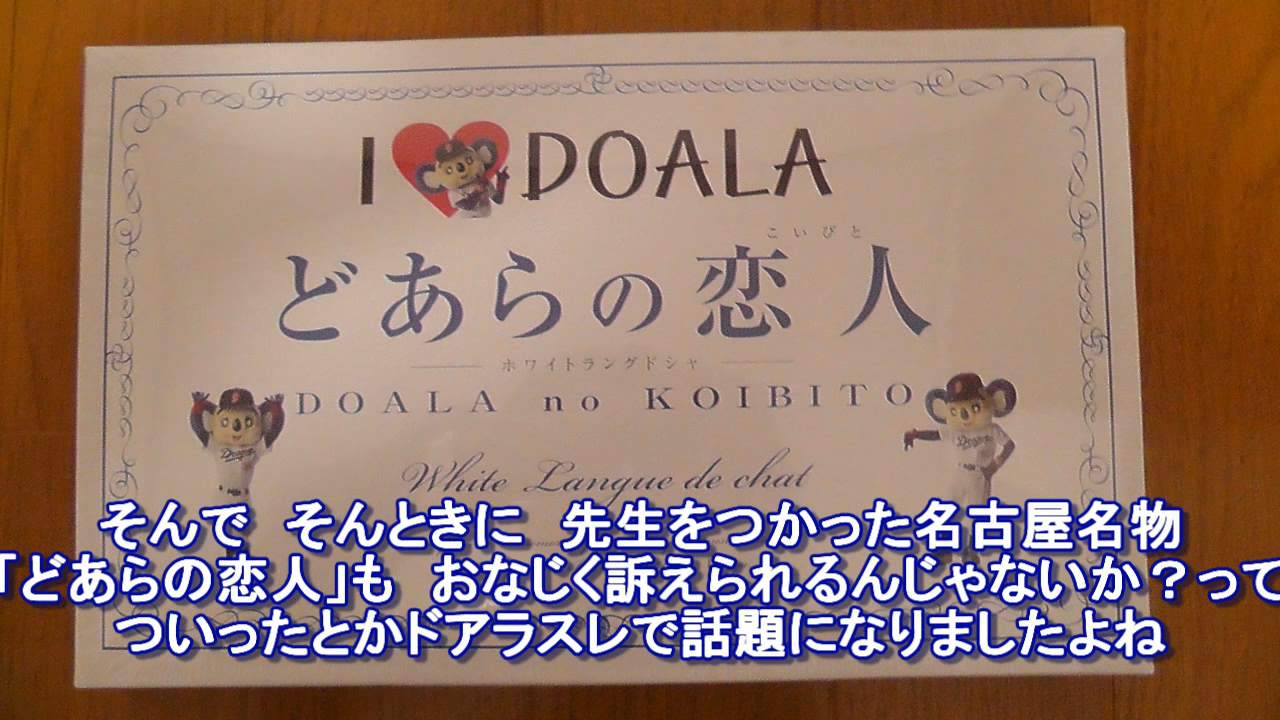 I DOALA
こいびと
どあらの恋人
ホワイトラングドシャ
DOALA no KOIBITO
White Langue de chat
Dragons
そんで　そんときに　先生をつかった名古屋名物
「どあらの恋人」も　おなじく訴えられるんじゃないか？って
ついったとかドアラスレで話題になりましたよね